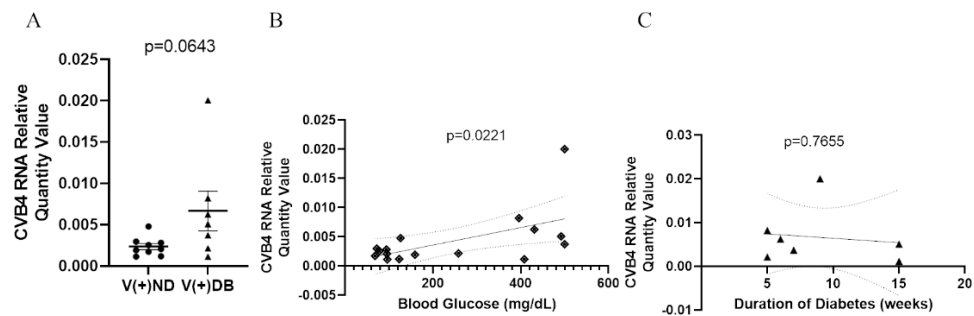 A
p=0.0643
CVB4 RNA Relative
Quantity Value
0.025
0.020
0.015
0.010
0.005
0.000
V(+)ND
V(+)DB
B
p=0.0221
CVB4 RNA Relative
Quantity Value
0.025
0.020
0.015
0.010
0.005
0.000
-0.005
200
400
600
Blood Glucose (mg/dL)
C
p=0.7655
CVB4 RNA Relative
Quantity Value
0.03
0.02
0.01
0.00
-0.01
5
10
15
20
Duration of Diabetes (weeks)